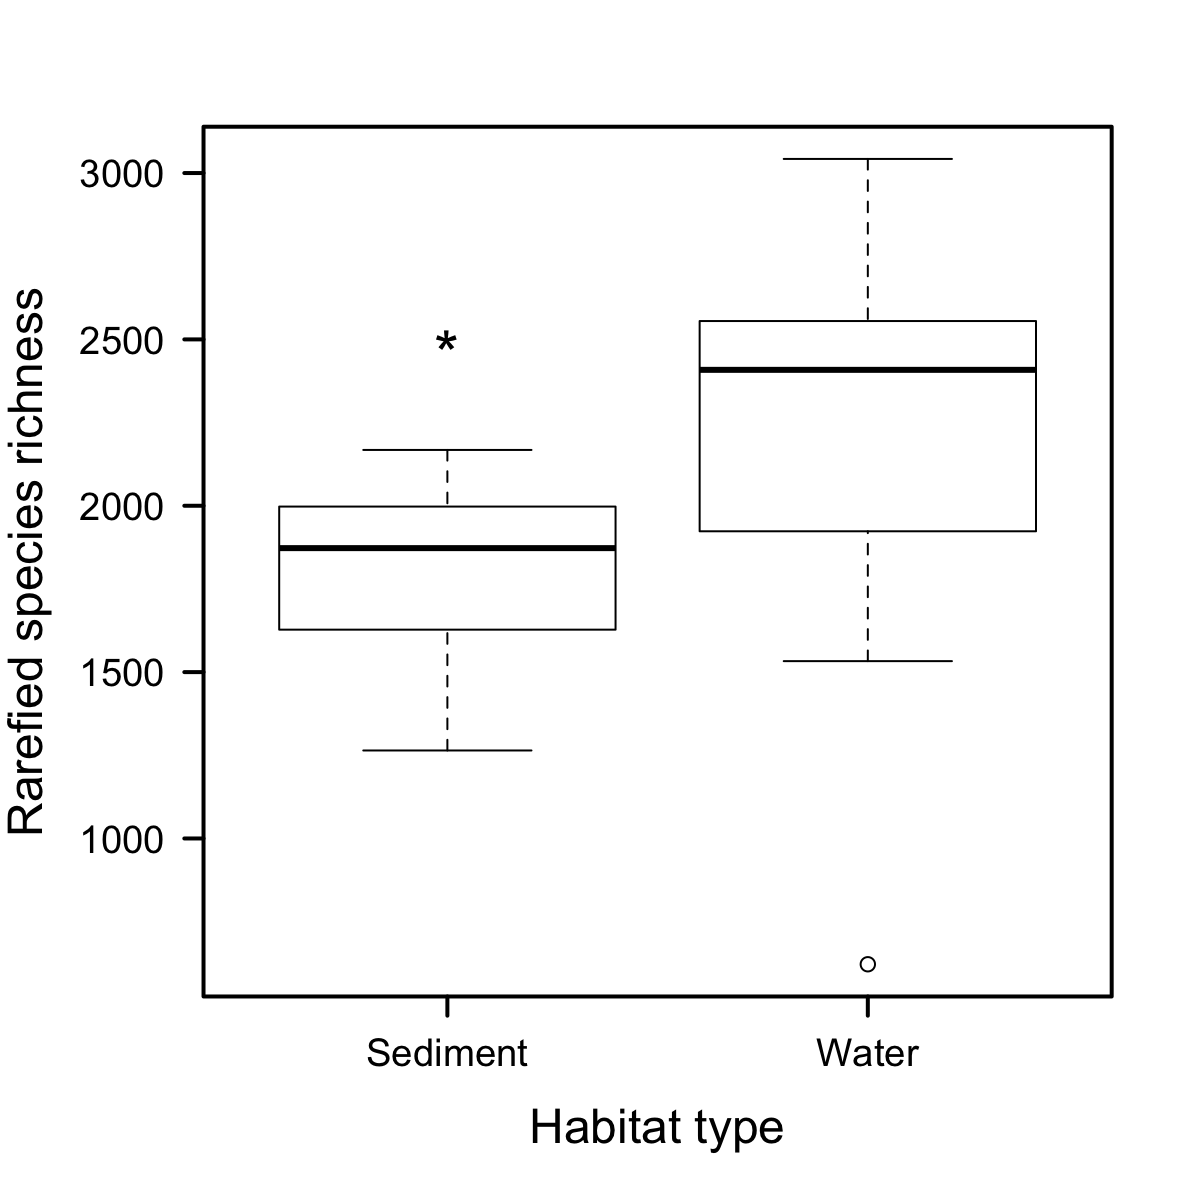 Rarefied species richness
3000
2500
2000
1500
1000
*
Sediment
Water
Habitat type